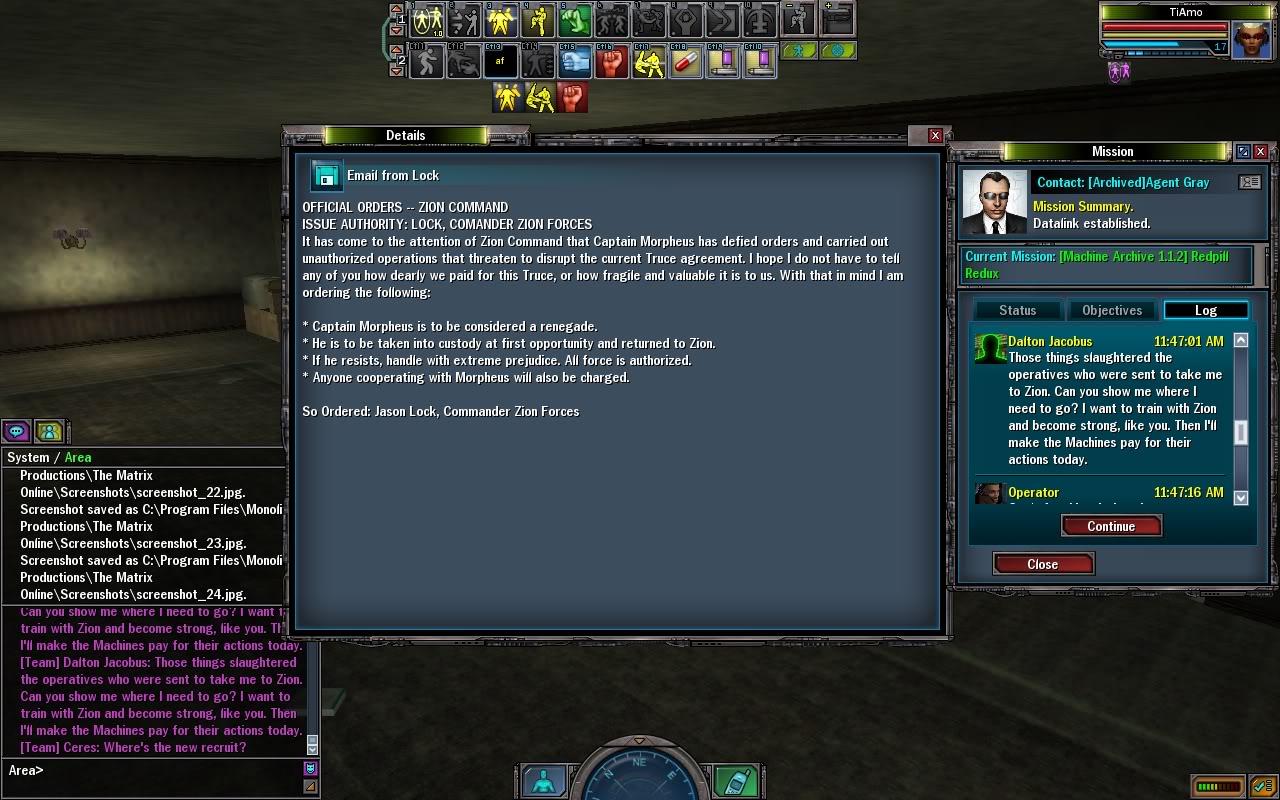 1
2
1.0
Ctrl3
Ctrl5
Ctrl6
af
TiAmo
17
Details
Email from Lock
OFFICIAL ORDERS -- ZION COMMAND
ISSUE AUTHORITY: LOCK, COMANDER ZION FORCES
It has come to the attention of Zion Command that Captain Morpheus has defied orders and carried out
unauthorized operations that threaten to disrupt the current Truce agreement. I hope I do not have to tell
any of you how dearly we paid for this Truce, or how fragile and valuable it is to us. With that in mind I am
ordering the following:
* Captain Morpheus is to be considered a renegade.
* He is to be taken into custody at first opportunity and returned to Zion.
* If he resists, handle with extreme prejudice. All force is authorized.
* Anyone cooperating with Morpheus will also be charged.
So Ordered: Jason Lock, Commander Zion Forces
Mission
Contact: [Archived]Agent Gray
Mission Summary.
Datalink established.
Current Mission: [Machine Archive 1.1.2] Redpill
Redux
Status Objectives Log
Dalton Jacobus 11:47:01 AM
Those things slaughtered the
operatives who were sent to take me
to Zion. Can you show me where I
need to go? I want to train with Zion
and become strong, like you. Then I'll
make the Machines pay for their
actions today.
Operator 11:47:16 AM
Continue
Close
System / Area
Productions\The Matrix
Online\Screenshots\screenshot_22.jpg.
Screenshot saved as C:\Program Files\Monoli
Productions\The Matrix
Online\Screenshots\screenshot_23.jpg.
Screenshot saved as C:\Program Files\Monoli
Productions\The Matrix
Online\Screenshots\screenshot_24.jpg.
Can you show me where I need to go? I want
train with Zion and become strong, like you. Th
I'll make the Machines pay for their actions today.
[Team] Dalton Jacobus: Those things slaughtered
the operatives who were sent to take me to Zion.
Can you show me where I need to go? I want to
train with Zion and become strong, like you. Then
I'll make the Machines pay for their actions today.
[Team] Ceres: Where's the new recruit?
Area>
N NE E